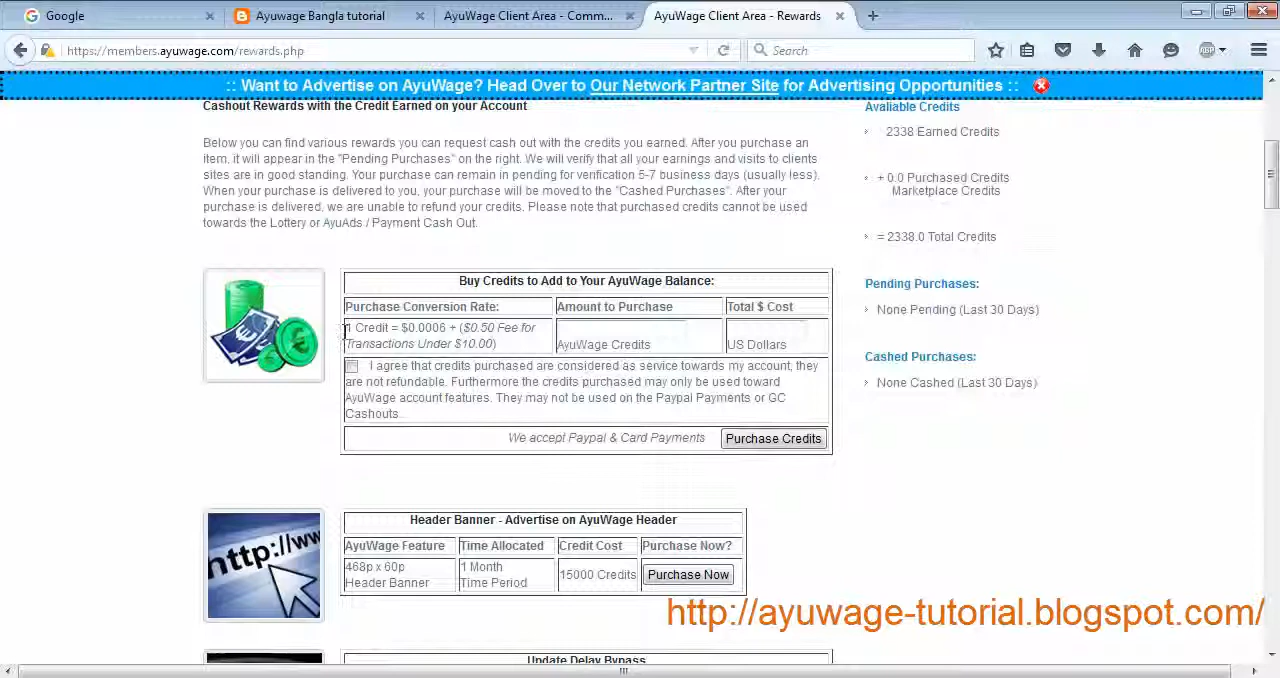 Google
Ayuwage Bangla tutorial
AyuWage Client Area - Comm...
AyuWage Client Area - Rewards
https://members.ayuwage.com/rewards.php
Search
ABP
:: Want to Advertise on AyuWage? Head Over to Our Network Partner Site for Advertising Opportunities ::
Cashout Rewards with the Credit Earned on your Account
Below you can find various rewards you can request cash out with the credits you earned. After you purchase an
item, it will appear in the "Pending Purchases" on the right. We will verify that all your earnings and visits to clients
sites are in good standing. Your purchase can remain in pending for verification 5-7 business days (usually less).
When your purchase is delivered to you, your purchase will be moved to the "Cashed Purchases". After your
purchase is delivered, we are unable to refund your credits. Please note that purchased credits cannot be used
towards the Lottery or AyuAds / Payment Cash Out.
Avaliable Credits
2338 Earned Credits
+ 0.0 Purchased Credits
Marketplace Credits
= 2338.0 Total Credits
Pending Purchases:
None Pending (Last 30 Days)
Cashed Purchases:
None Cashed (Last 30 Days)
Buy Credits to Add to Your AyuWage Balance:
Purchase Conversion Rate:
Amount to Purchase
Total $ Cost
1 Credit = $0.0006 + ($0.50 Fee for
Transactions Under $10.00)
AyuWage Credits
US Dollars
I agree that credits purchased are considered as service towards my account; they
are not refundable. Furthermore the credits purchased may only be used toward
AyuWage account features. They may not be used on the Paypal Payments or GC
Cashouts.
We accept Paypal & Card Payments
Purchase Credits
http://ww
Header Banner - Advertise on AyuWage Header
AyuWage Feature
Time Allocated
Credit Cost
Purchase Now?
468p x 60p
Header Banner
1 Month
Time Period
15000 Credits
Purchase Now
http://ayuwage-tutorial.blogspot.com/
Update Delay Bypass